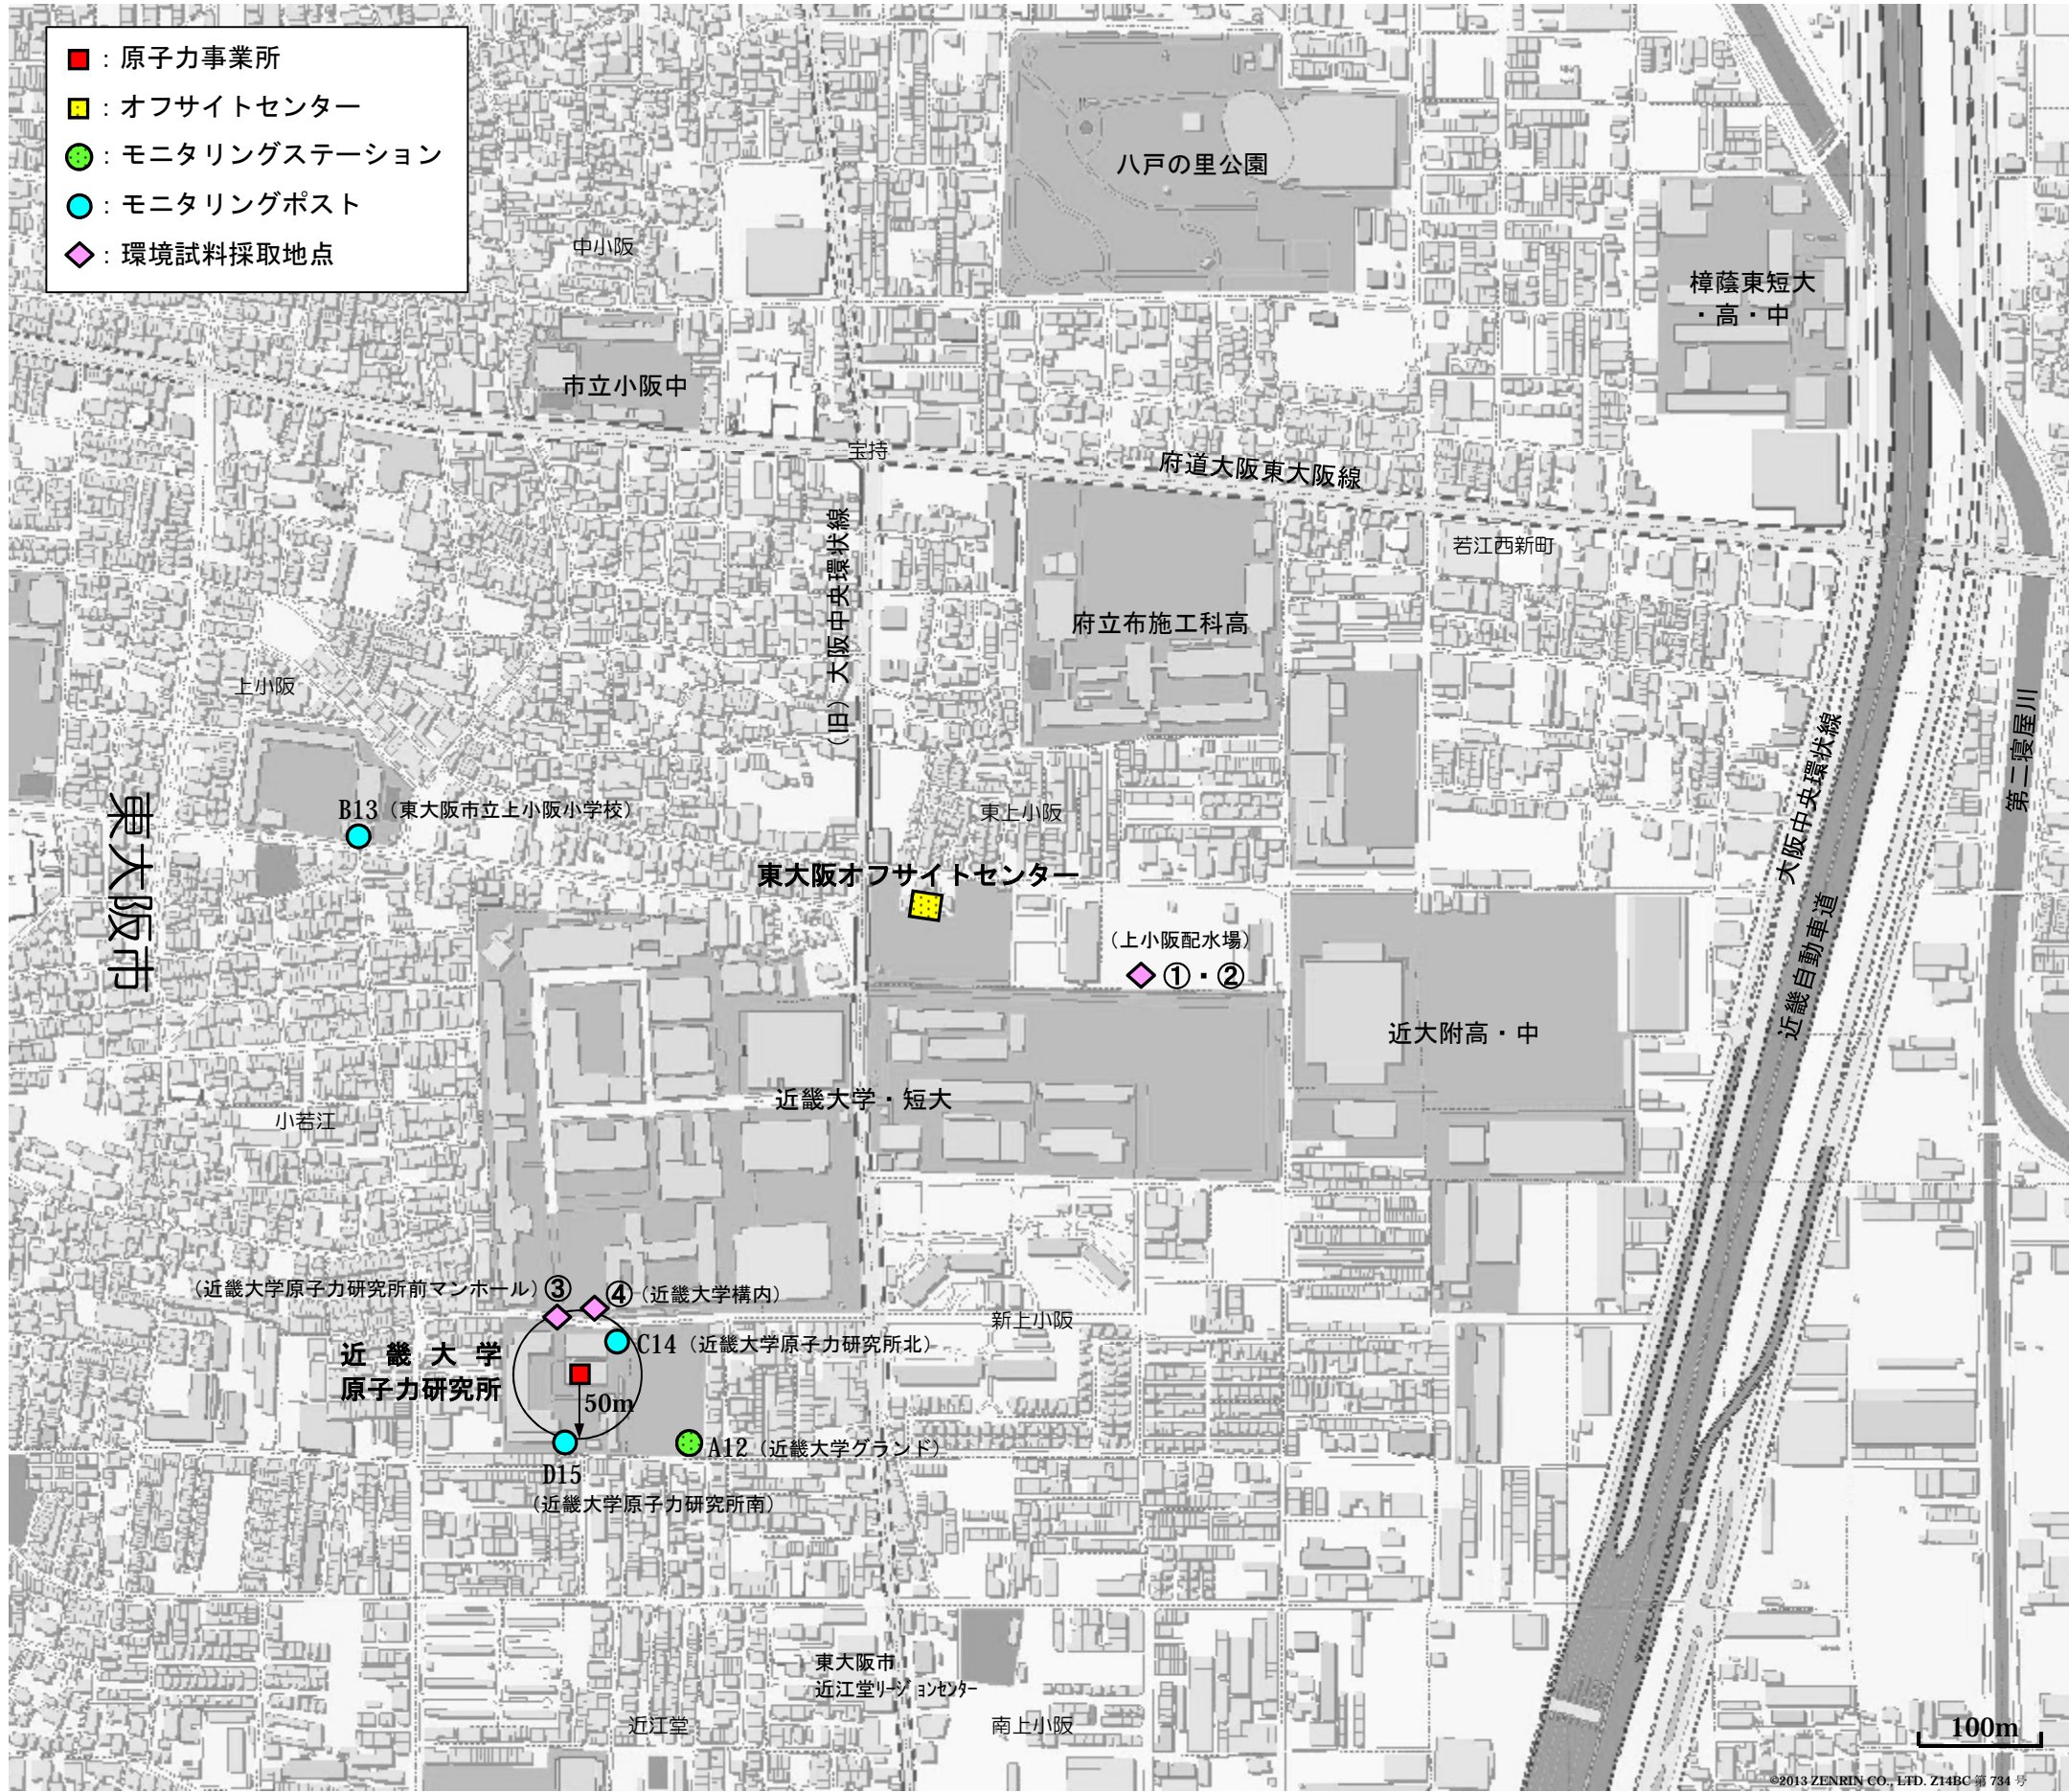 ：原子力事業所
：オフサイトセンター
：モニタリングステーション
：モニタリングポスト
：環境試料採取地点
八戸の里公園
中小阪
樟蔭東短大
・高・中
市立小阪中
宝持
府道大阪東大阪線
(旧) 大阪中央環状線
若江西新町
府立布施工科高
上小阪
大阪中央環状線
第二寝屋川
B13（東大阪市立上小阪小学校）
東上小阪
東大阪市
東大阪オフサイトセンター
近畿自動車道
（上小阪配水場）
①・②
近大附高・中
近畿大学・短大
小若江
（近畿大学原子力研究所前マンホール）③
④（近畿大学構内）
新上小阪
C14（近畿大学原子力研究所北）
近畿大学
原子力研究所
50m
A12（近畿大学グランド）
D15
（近畿大学原子力研究所南）
東大阪市
近江堂ﾘｰｼﾞｮﾝｾﾝﾀｰ
近江堂
南上小阪
100m
©2013 ZENRIN CO., LTD. Z14BC 第 734 号